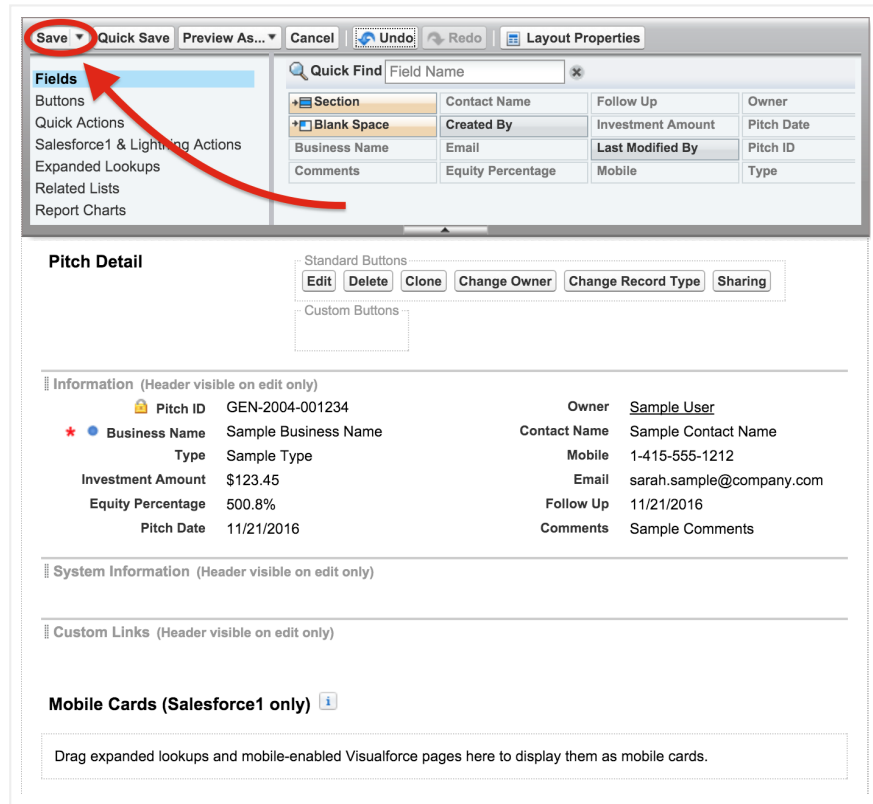 Save ▼ Quick Save Preview As... ▼ Cancel Undo Redo Layout Properties
Fields
Buttons
Quick Actions
Salesforce1 & Lightning Actions
Expanded Lookups
Related Lists
Report Charts
Quick Find Field Name
Section Contact Name Follow Up Owner
Blank Space Created By Investment Amount Pitch Date
Business Name Email Last Modified By Pitch ID
Comments Equity Percentage Mobile Type
Pitch Detail
Standard Buttons
Edit Delete Clone Change Owner Change Record Type Sharing
Custom Buttons
Information (Header visible on edit only)
Pitch ID GEN-2004-001234 Owner Sample User
* Business Name Sample Business Name Contact Name Sample Contact Name
Type Sample Type Mobile 1-415-555-1212
Investment Amount $123.45 Email sarah.sample@company.com
Equity Percentage 500.8% Follow Up 11/21/2016
Pitch Date 11/21/2016 Comments Sample Comments
System Information (Header visible on edit only)
Custom Links (Header visible on edit only)
Mobile Cards (Salesforce1 only) i
Drag expanded lookups and mobile-enabled Visualforce pages here to display them as mobile cards.